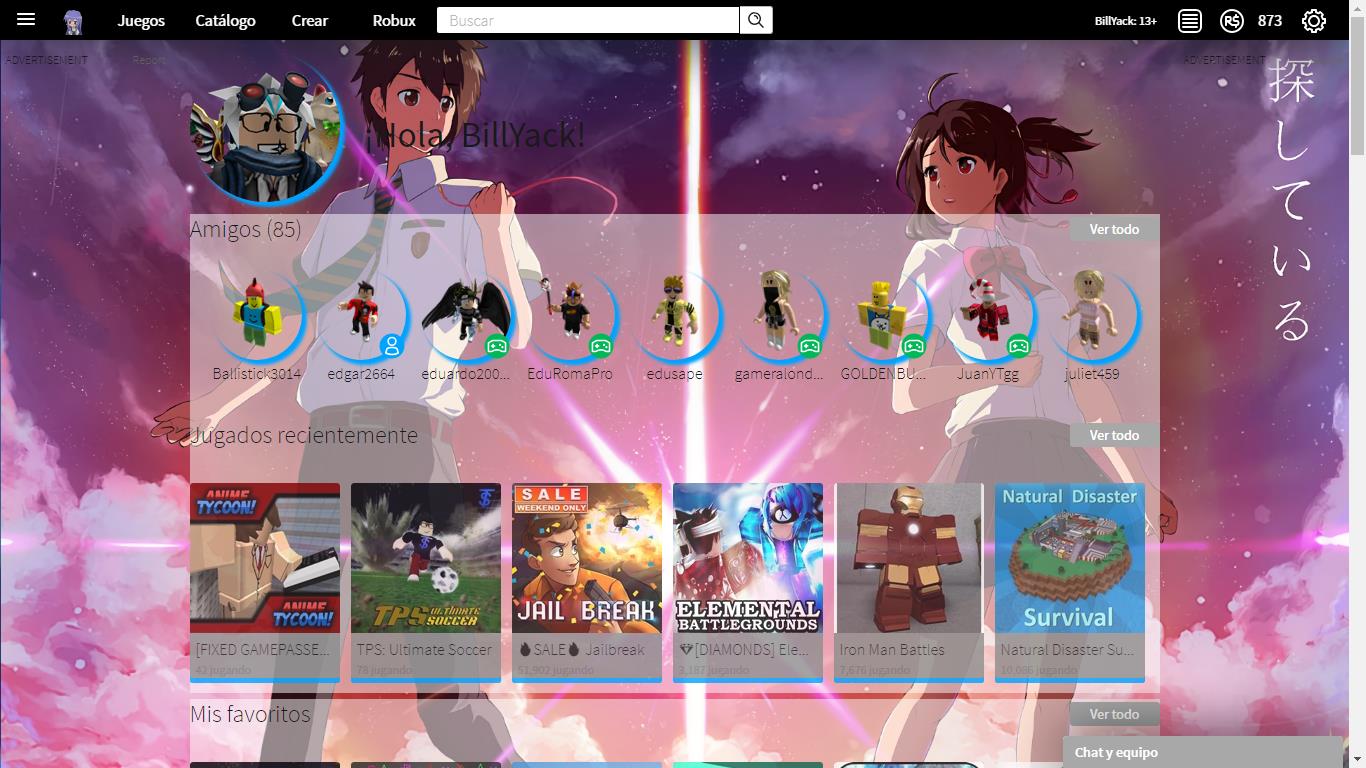 Juegos Catálogo Crear Robux Buscar BillYack: 13+ R$ 873
ADVERTISEMENT Report ADVERTISEMENT
探している
¡Hola, BillYack!
Amigos (85) Ver todo
Ballistick3014 edgar2664 eduardo200... EduRomaPro edusape gameralond... GOLDENBU... JuanYTgg juliet459
Jugados recientemente Ver todo
ANIME TYCOON!
ANIME TYCOON!
TPS ULTIMATE SOCCER
SALE
WEEKEND ONLY
JAIL BREAK
ELEMENTAL
BATTLEGROUNDS
Natural Disaster
Survival
[FIXED GAMEPASSE... TPS: Ultimate Soccer 🔥SALE🔥 Jailbreak 💎[DIAMONDS] Ele... Iron Man Battles Natural Disaster Su...
42 jugando 78 jugando 51,902 jugando 3,187 jugando 7,676 jugando 10,086 jugando
Mis favoritos Ver todo
Chat y equipo